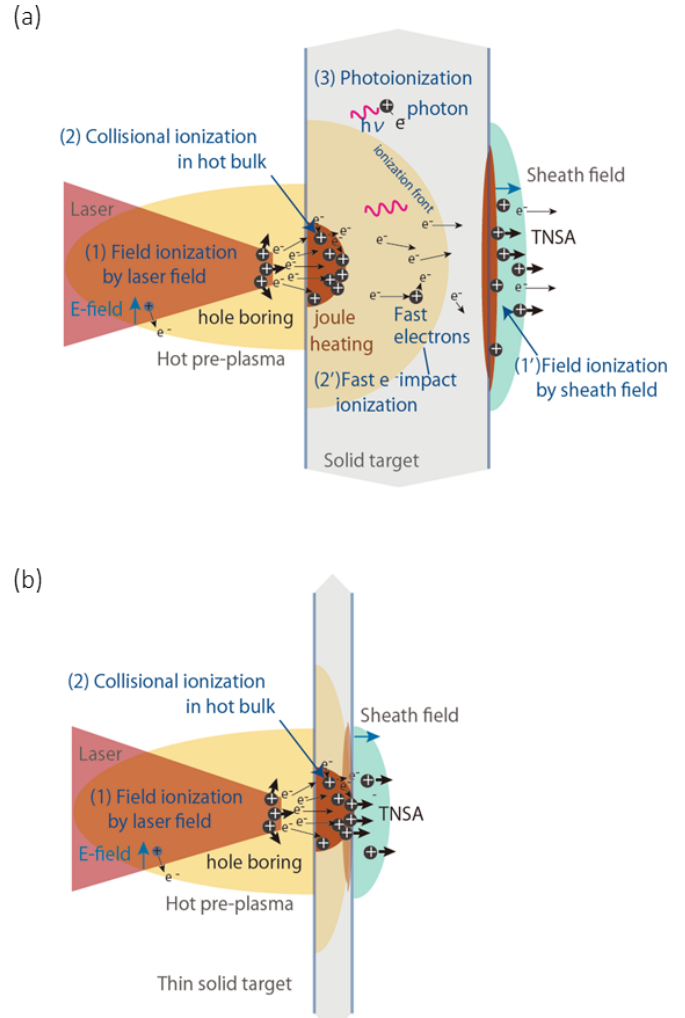 (a)
(3) Photoionization
photon
hν
e
(2) Collisional ionization
in hot bulk
ionization front
Sheath field
Laser
e⁻
e⁻
e⁻
TNSA
(1) Field ionization
by laser field
e⁻
e⁻
e⁻
e⁻
e⁻
e⁻
e⁻
e⁻
e⁻
E-field
e⁻
hole boring
joule
heating
e⁻
Fast
electrons
e⁻
e⁻
Hot pre-plasma
(2')Fast e⁻impact
ionization
(1')Field ionization
by sheath field
Solid target
(b)
(2) Collisional ionization
in hot bulk
Sheath field
Laser
e⁻
e⁻
(1) Field ionization
by laser field
e⁻
e⁻
e⁻
e⁻
TNSA
E-field
e⁻
hole boring
Hot pre-plasma
Thin solid target